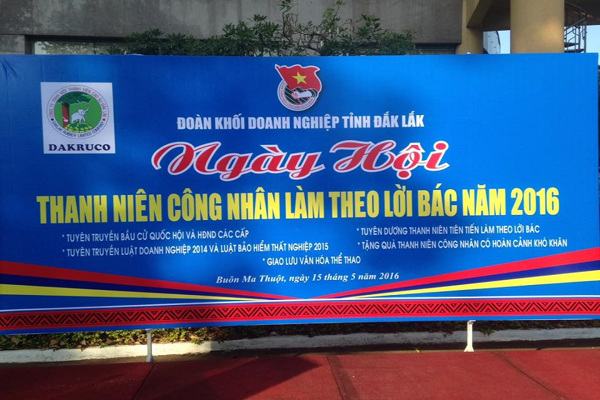 DAKRUCO
ĐOÀN KHỐI DOANH NGHIỆP TỈNH ĐẮK LẮK
Ngày Hội
THANH NIÊN CÔNG NHÂN LÀM THEO LỜI BÁC NĂM 2016
* TUYÊN TRUYỀN BẦU CỬ QUỐC HỘI VÀ HĐND CÁC CẤP
* TUYÊN TRUYỀN LUẬT DOANH NGHIỆP 2014 VÀ LUẬT BẢO HIỂM THẤT NGHIỆP 2015
* TUYÊN DƯƠNG THANH NIÊN TIÊN TIẾN LÀM THEO LỜI BÁC
* TẶNG QUÀ THANH NIÊN CÔNG NHÂN CÓ HOÀN CẢNH KHÓ KHĂN
* GIAO LƯU VĂN HÓA THỂ THAO
Buôn Ma Thuột, ngày 15 tháng 5 năm 2016